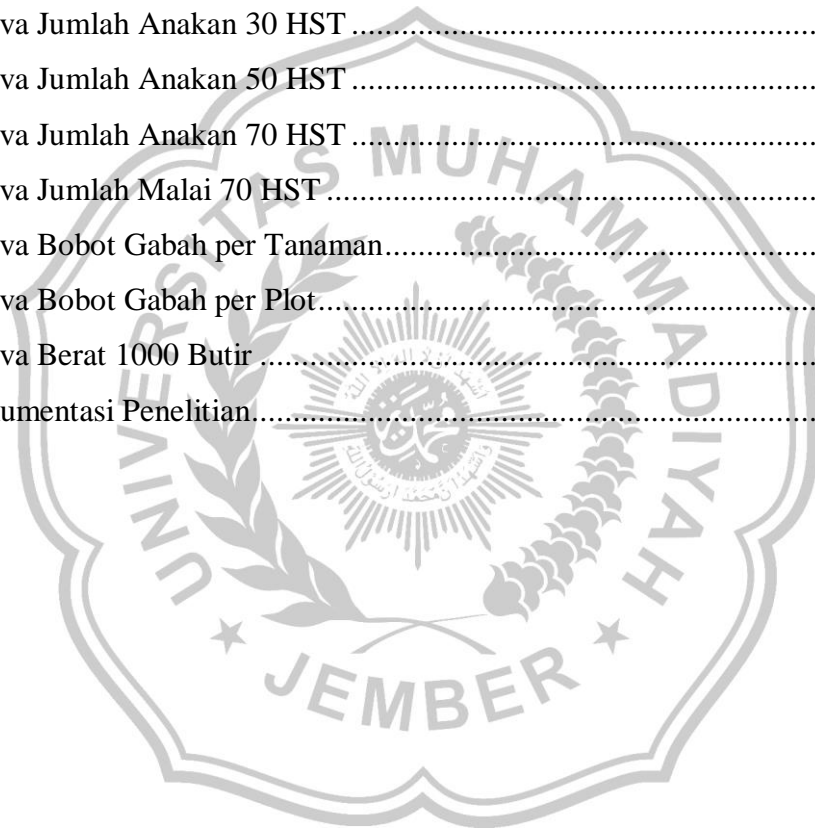 va Jumlah Anakan 30 HST ........................................................
va Jumlah Anakan 50 HST ........................................................
va Jumlah Anakan 70 HST ........................................................
va Jumlah Malai 70 HST ...........................................................
va Bobot Gabah per Tanaman....................................................
va Bobot Gabah per Plot............................................................
va Berat 1000 Butir ...................................................................
umentasi Penelitian....................................................................
UNIVERSITAS MUHAMMADIYAH
JEMBER